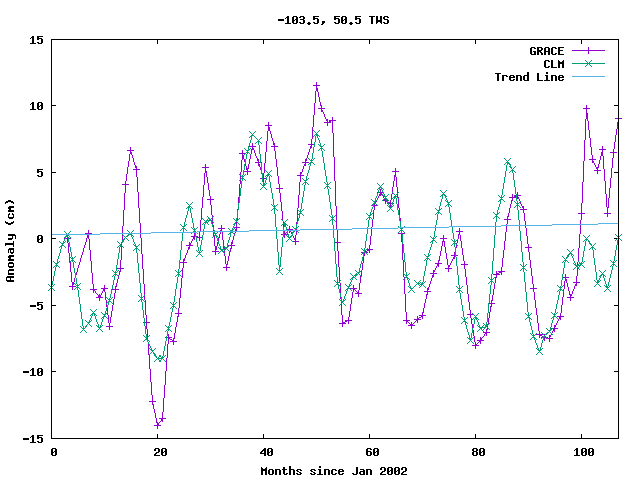 -103.5, 50.5 TWS
GRACE
CLM
Trend Line
15
10
5
0
-5
-10
-15
Anomaly (cm)
0 20 40 60 80 100
Months since Jan 2002